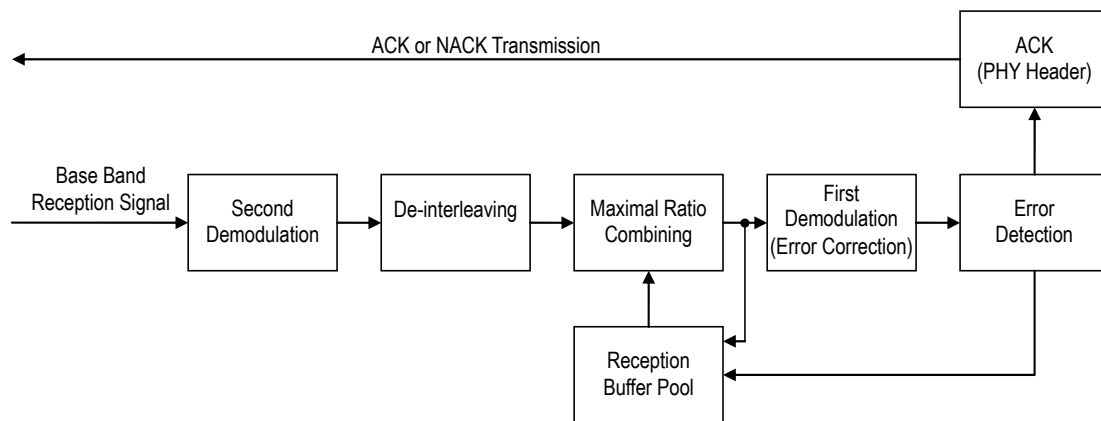 ACK or NACK Transmission
ACK
(PHY Header)
Base Band
Reception Signal
Second
Demodulation
De-interleaving
Maximal Ratio
Combining
First
Demodulation
(Error Correction)
Error
Detection
Reception
Buffer Pool